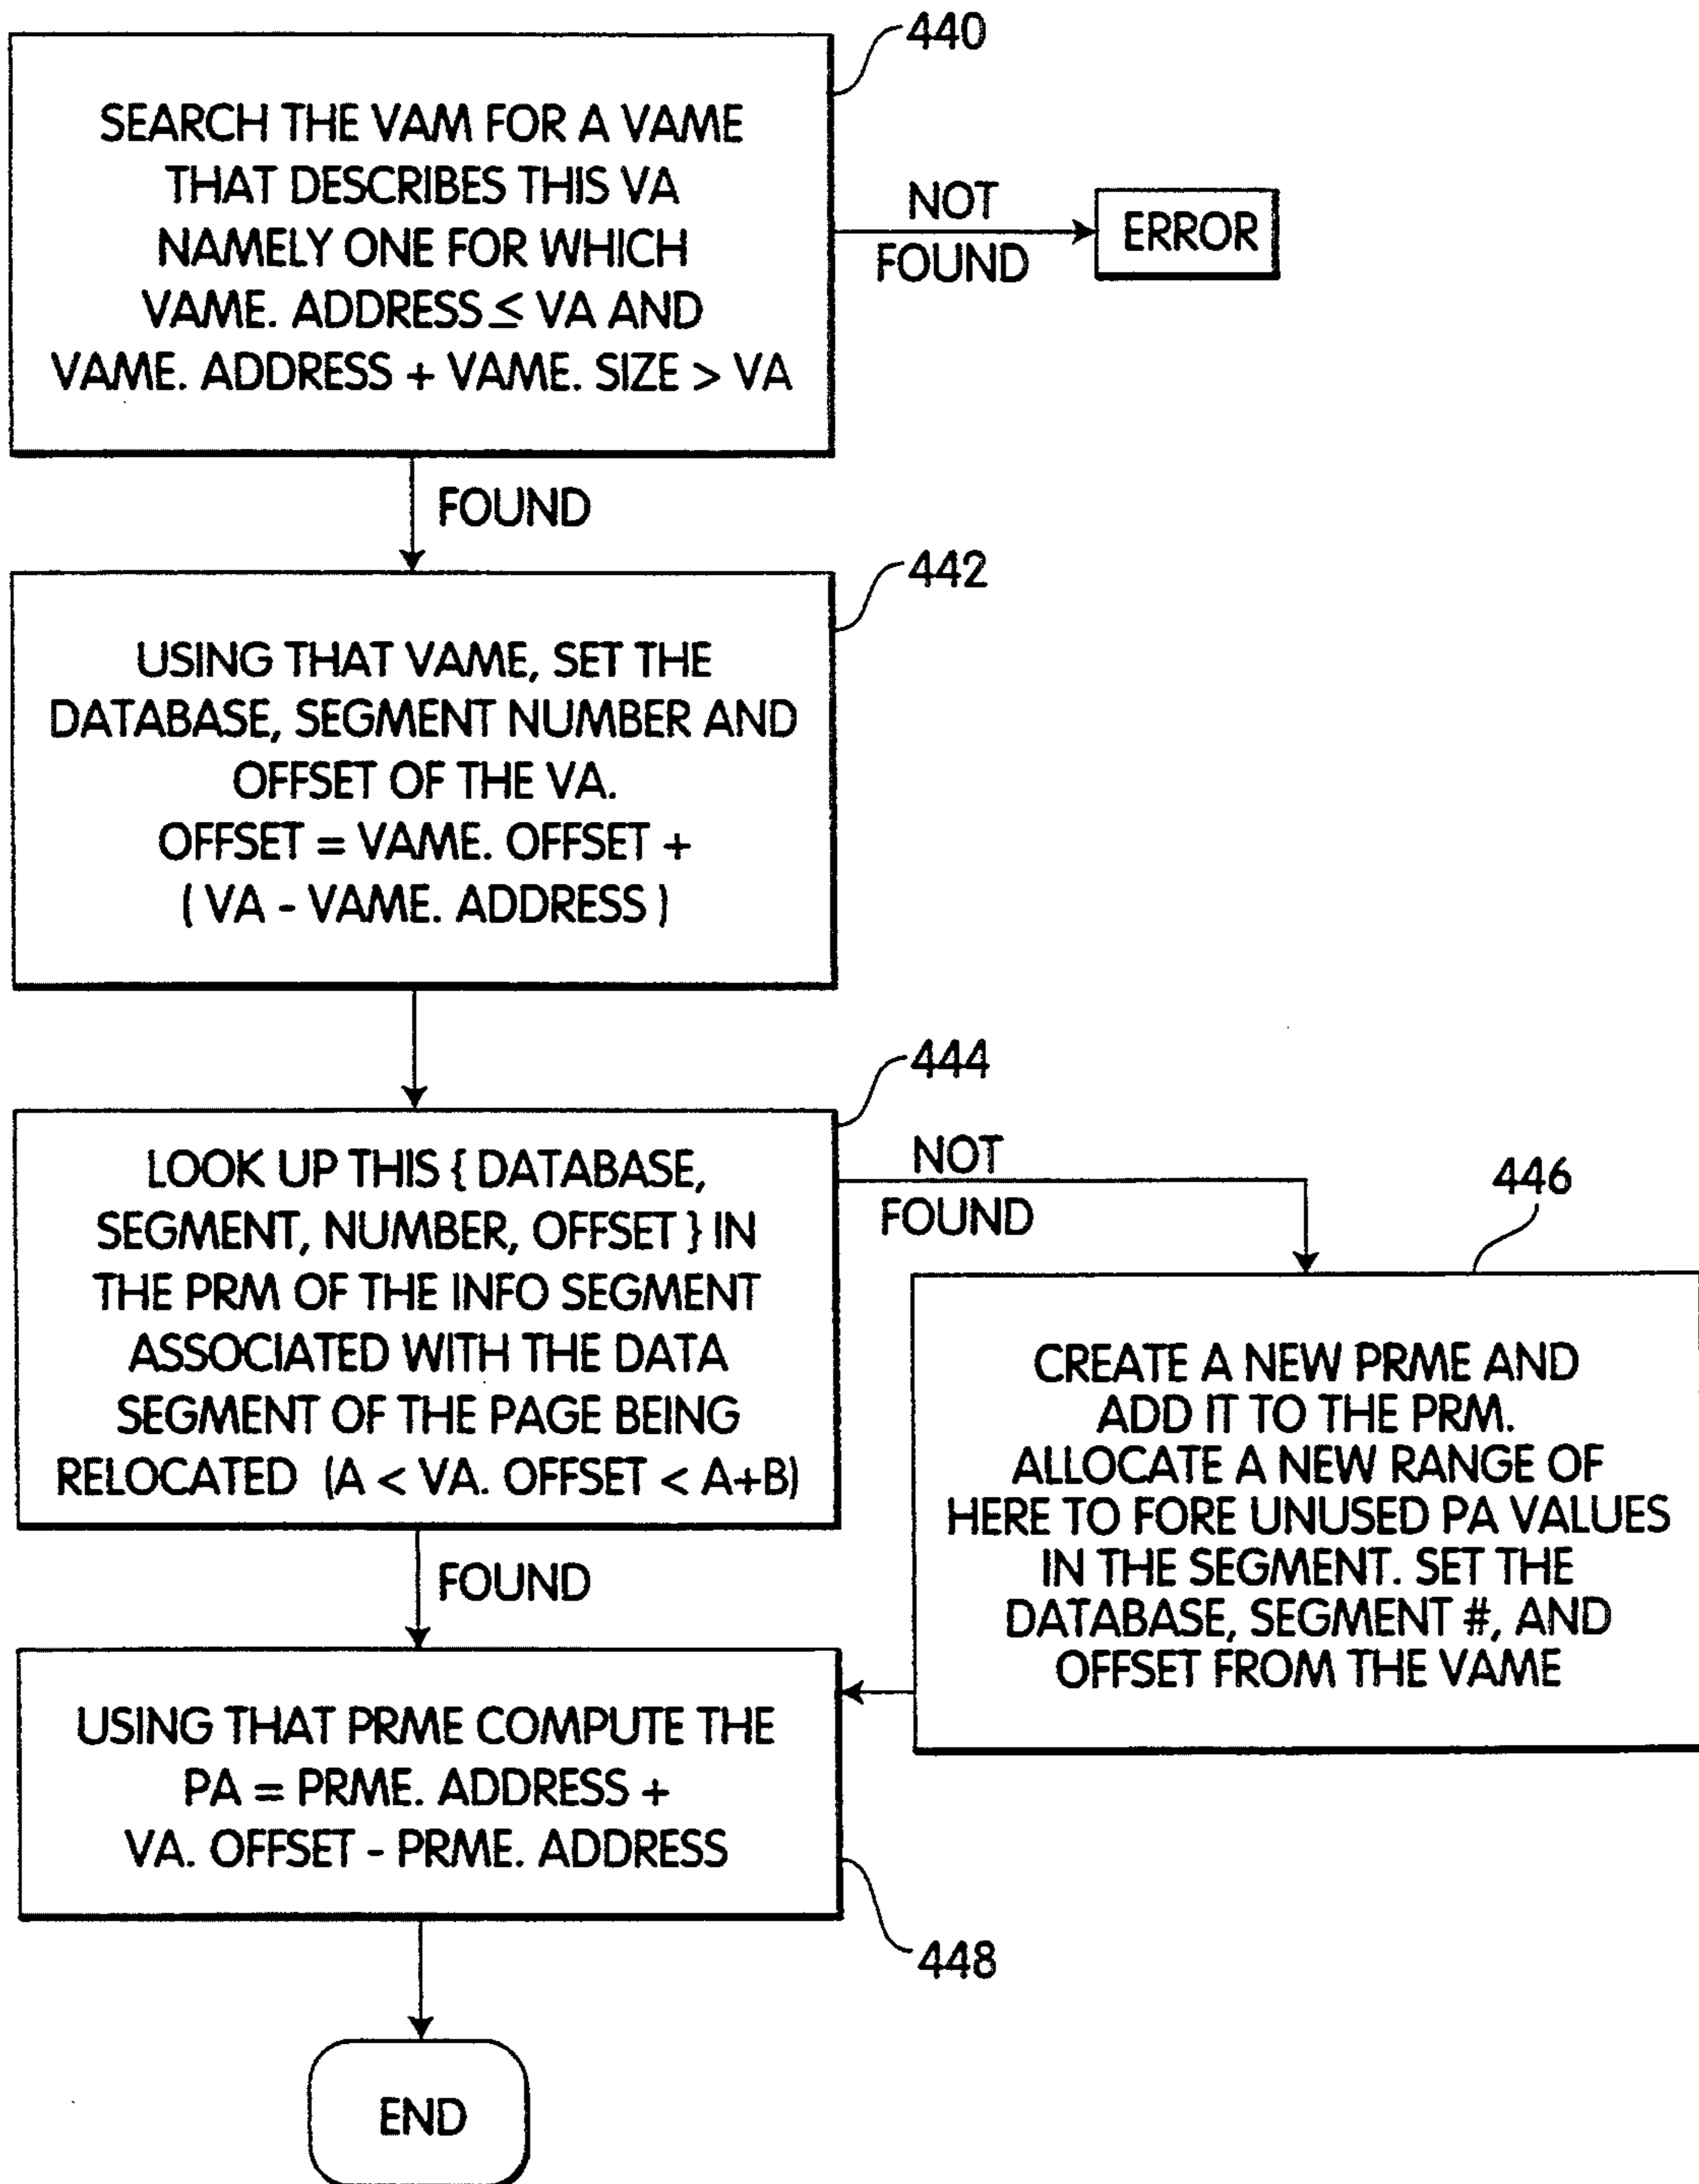 440
SEARCH THE VAM FOR A VAME
THAT DESCRIBES THIS VA
NAMELY ONE FOR WHICH
VAME. ADDRESS ≤ VA AND
VAME. ADDRESS + VAME. SIZE > VA
NOT
FOUND
ERROR
FOUND
442
USING THAT VAME, SET THE
DATABASE, SEGMENT NUMBER AND
OFFSET OF THE VA.
OFFSET = VAME. OFFSET +
( VA - VAME. ADDRESS )
444
LOOK UP THIS { DATABASE,
SEGMENT, NUMBER, OFFSET } IN
THE PRM OF THE INFO SEGMENT
ASSOCIATED WITH THE DATA
SEGMENT OF THE PAGE BEING
RELOCATED (A < VA. OFFSET < A+B)
NOT
FOUND
446
CREATE A NEW PRME AND
ADD IT TO THE PRM.
ALLOCATE A NEW RANGE OF
HERE TO FORE UNUSED PA VALUES
IN THE SEGMENT. SET THE
DATABASE, SEGMENT #, AND
OFFSET FROM THE VAME
FOUND
USING THAT PRME COMPUTE THE
PA = PRME. ADDRESS +
VA. OFFSET - PRME. ADDRESS
448
END